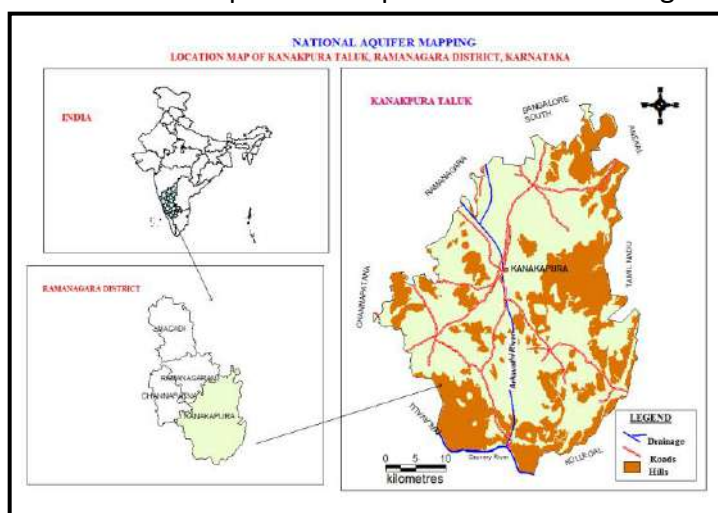 NATIONAL AQUIFER MAPPING
LOCATION MAP OF KANAKPURA TALUK, RAMANAGARA DISTRICT, KARNATAKA
INDIA
RAMANAGARA DISTRICT
MAGADI
CHANNAPATNA
KANAKAPURA
KANAKPURA TALUK
BANGALORE SOUTH
ANEKAL
RAMANAGARA
KANAKAPURA
TAMIL NADU
CHANNAPATANA
Arkavathi River
MALAVALLI
KOLLEGAL
Cauvery River
0 5 10
kilometres
LEGEND
Drainage
Roads
Hills